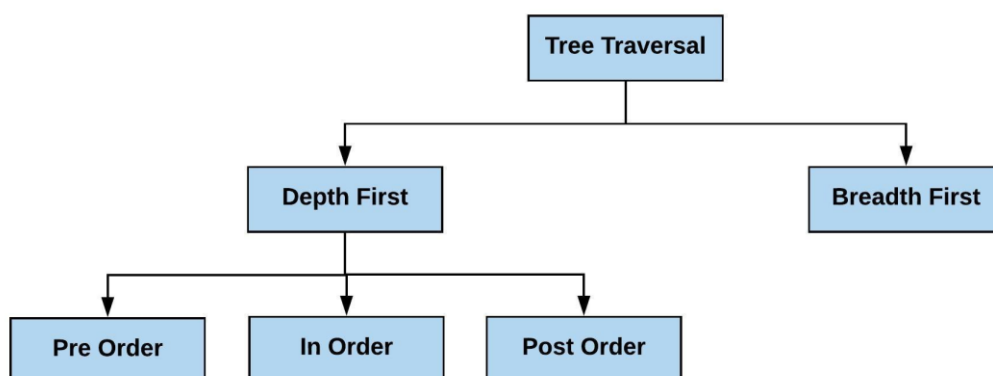 Tree Traversal
Depth First
Breadth First
Pre Order
In Order
Post Order